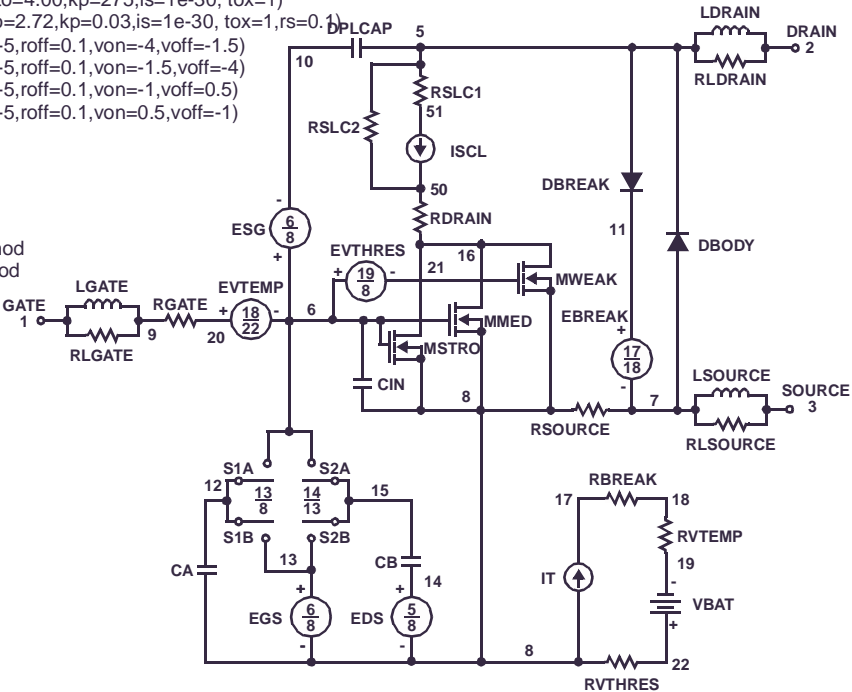 to=4.00,kp=275,is=1e-30, tox=1)
=2.72,kp=0.03,is=1e-30, tox=1,rs=0.1)
-5,roff=0.1,von=-4,voff=-1.5)
-5,roff=0.1,von=-1.5,voff=-4)
-5,roff=0.1,von=-1,voff=0.5)
-5,roff=0.1,von=0.5,voff=-1)
DPLCAP
5
10
LDRAIN
DRAIN
2
RLDRAIN
RSLC1
51
RSLC2
ISCL
50
RDRAIN
DBREAK
11
DBODY
-
ESG
6
8
+
EVTHRES
+
19
8
-
21
16
MWEAK
EBREAK
+
17
18
-
od
od
LGATE
GATE
1
RLGATE
9
RGATE
20
EVTEMP
+
18
22
-
6
MMED
MSTRO
CIN
8
RSOURCE
7
LSOURCE
SOURCE
3
RLSOURCE
S1A
S2A
12
13
8
14
13
15
S1B
S2B
13
CA
CB
14
+
EGS
6
8
-
+
EDS
5
8
-
RBREAK
17
18
RVTEMP
19
IT
-
VBAT
+
8
22
RVTHRES